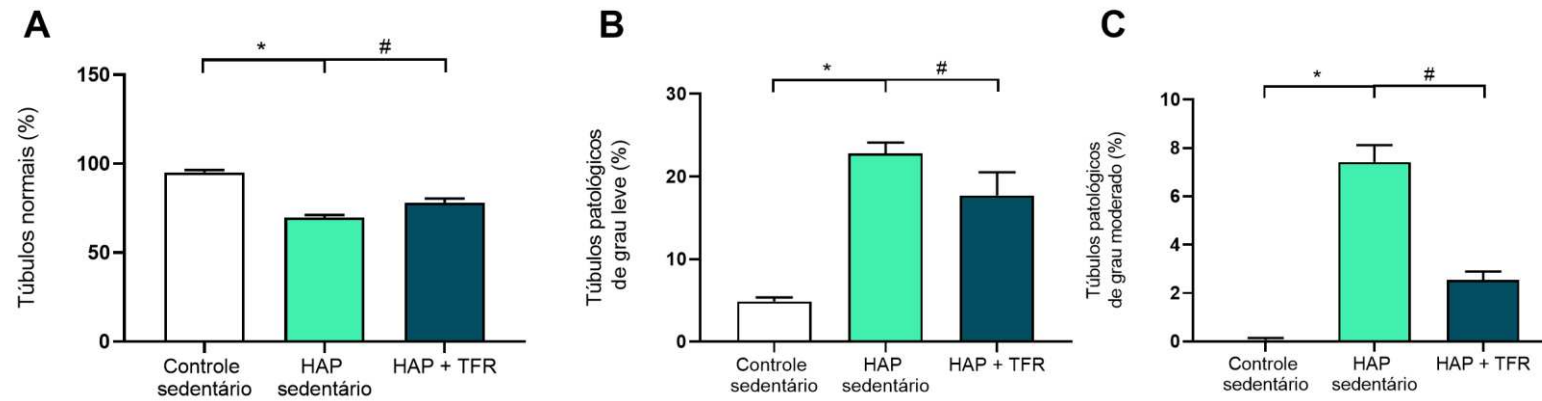 A
* #
Túbulos normais (%)
150
100
50
0
Controle
sedentário
HAP
sedentário
HAP + TFR
B
* #
Túbulos patológicos
de grau leve (%)
30
20
10
0
Controle
sedentário
HAP
sedentário
HAP + TFR
C
* #
Túbulos patológicos
de grau moderado (%)
10
8
6
4
2
0
Controle
sedentário
HAP
sedentário
HAP + TFR